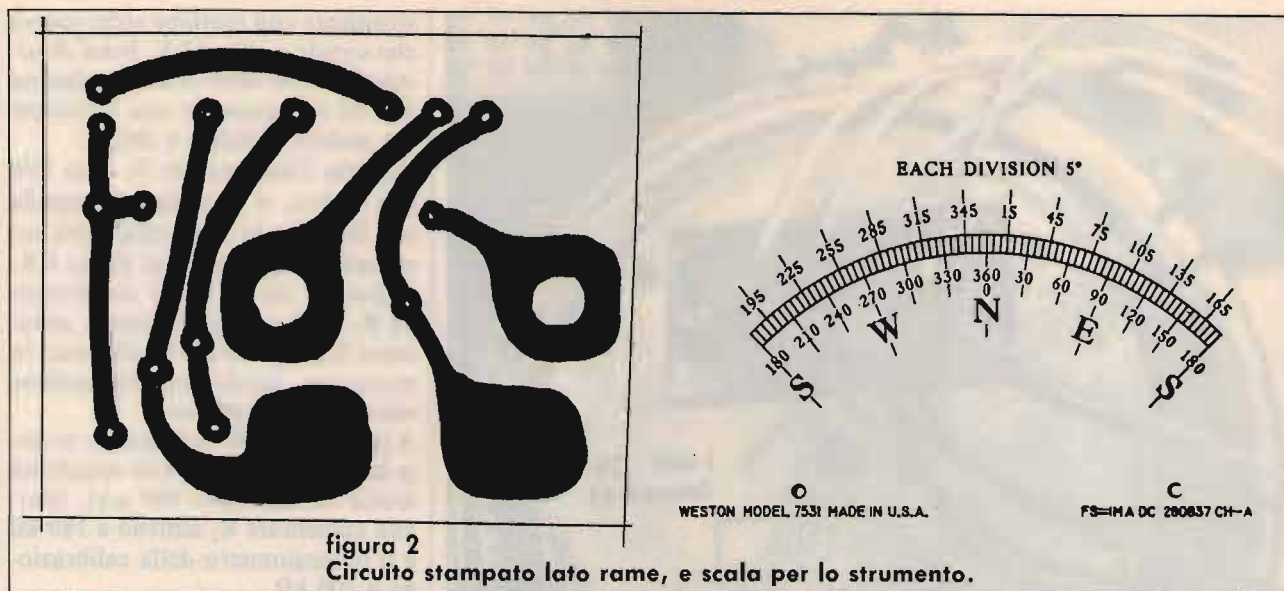 EACH DIVISION 5°
195 225 255 285 315 345 15 45 75 105 135 165
180 210 240 270 300 330 360 30 60 90 120 150 180
0
S W N E S
O C
WESTON MODEL 7531 MADE IN U.S.A. FS=1MA DC 280637 CH-A
figura 2
Circuito stampato lato rame, e scala per lo strumento.